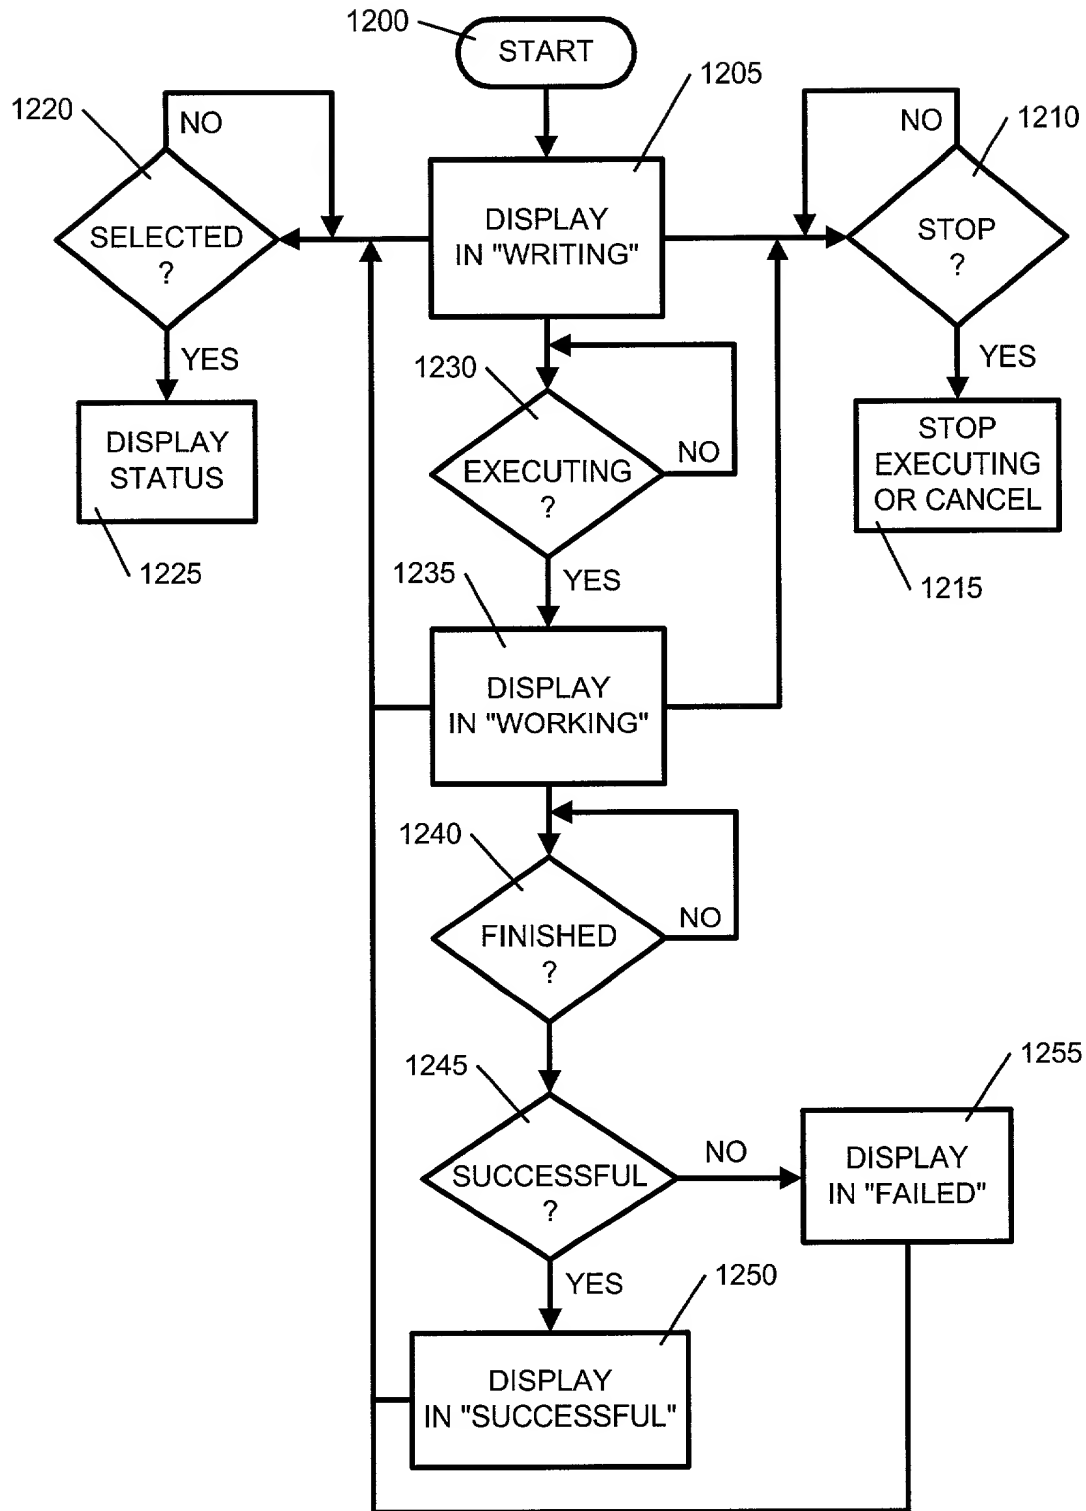 1200
START
1205
1220
NO
NO
1210
SELECTED
?
DISPLAY
IN "WRITING"
STOP
?
YES
YES
1230
DISPLAY
STATUS
STOP
EXECUTING
OR CANCEL
EXECUTING
?
NO
1225
1215
1235
YES
DISPLAY
IN "WORKING"
1240
FINISHED
?
NO
1245
1255
SUCCESSFUL
?
NO
DISPLAY
IN "FAILED"
YES
1250
DISPLAY
IN "SUCCESSFUL"